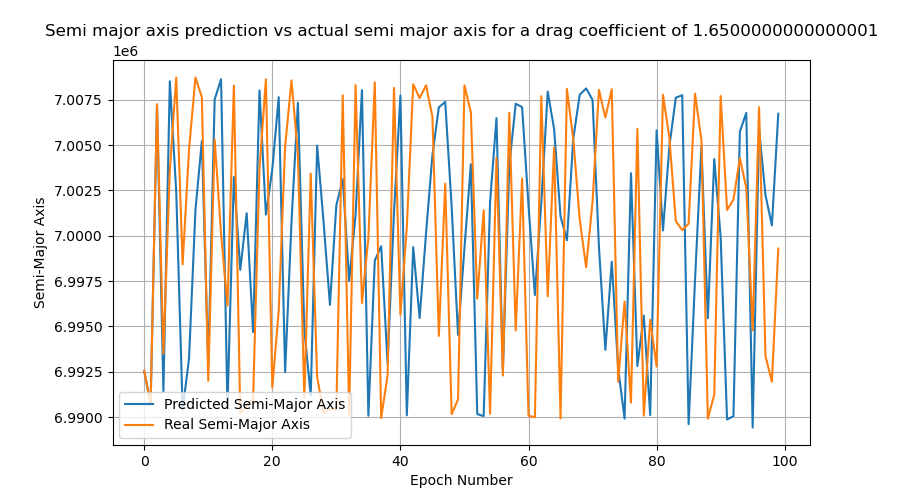 Semi major axis prediction vs actual semi major axis for a drag coefficient of 1.6500000000000001
1e6
7.0075
7.0050
7.0025
7.0000
6.9975
6.9950
6.9925
6.9900
Semi-Major Axis
Predicted Semi-Major Axis
Real Semi-Major Axis
0 20 40 60 80 100
Epoch Number